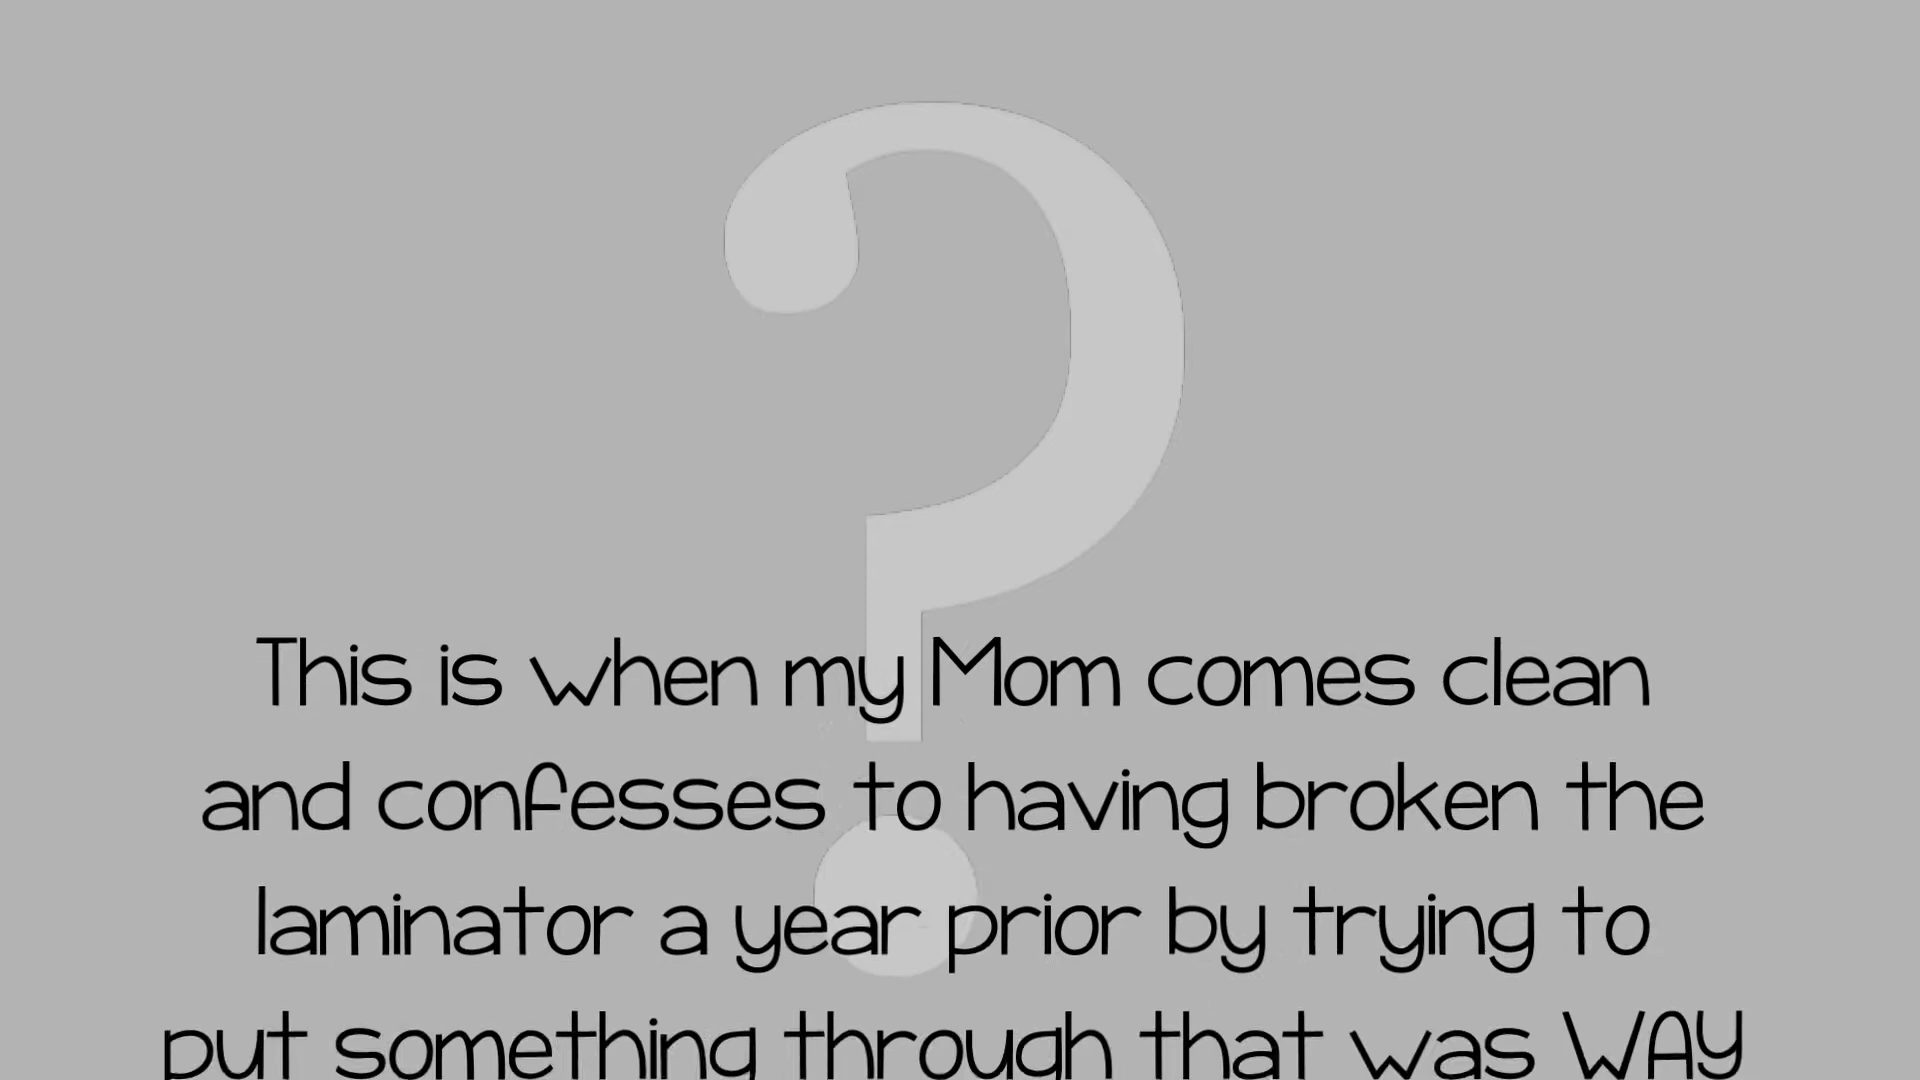 This is when my Mom comes clean
and confesses to having broken the
laminator a year prior by trying to
put something through that was WAY